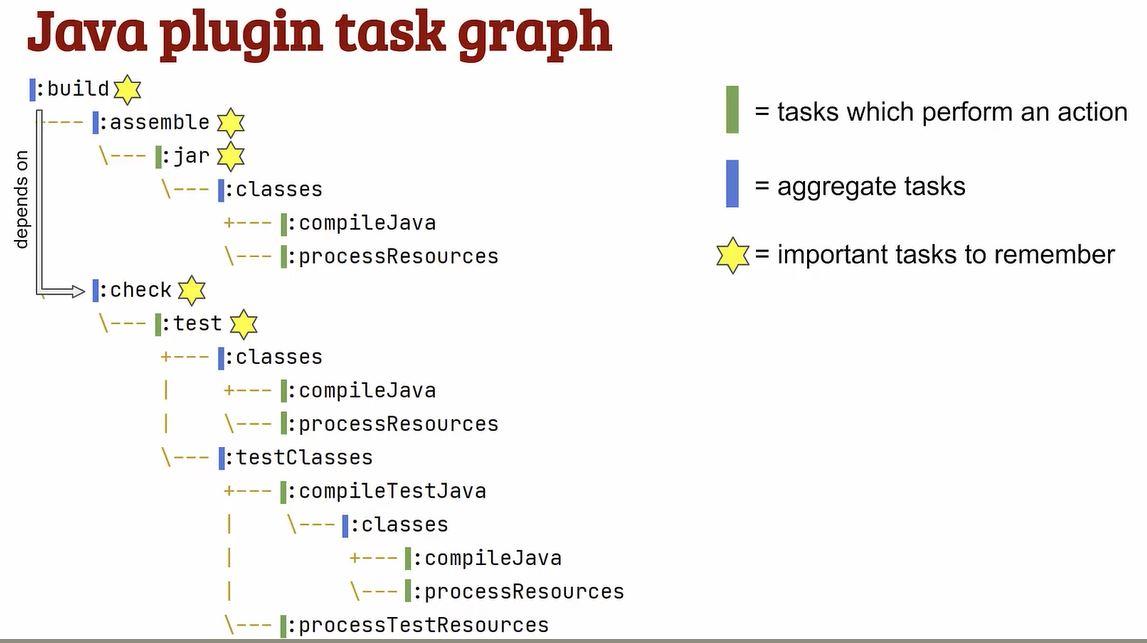 Java plugin task graph
:build
---- :assemble
\--- :jar
\--- :classes
+--- :compileJava
\--- :processResources
depends on
:check
\--- :test
+--- :classes
| +--- :compileJava
| \--- :processResources
\--- :testClasses
+--- :compileTestJava
| \--- :classes
| +--- :compileJava
| \--- :processResources
\--- :processTestResources
= tasks which perform an action
= aggregate tasks
= important tasks to remember